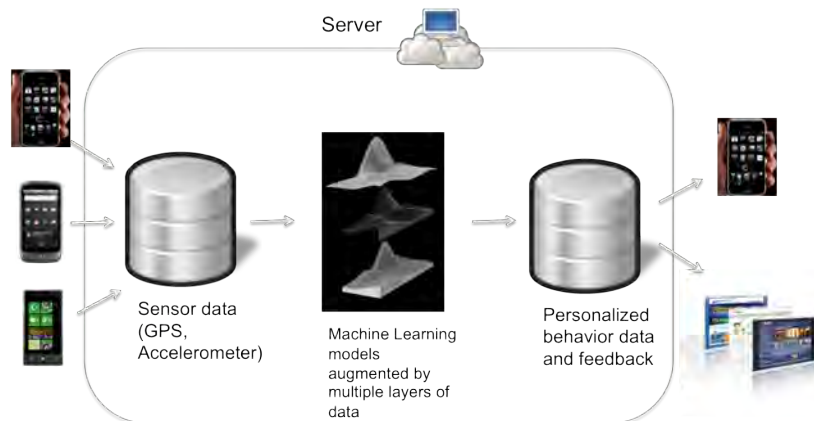 Server
Sensor data
(GPS,
Accelerometer)
Machine Learning
models
augmented by
multiple layers of
data
Personalized
behavior data
and feedback